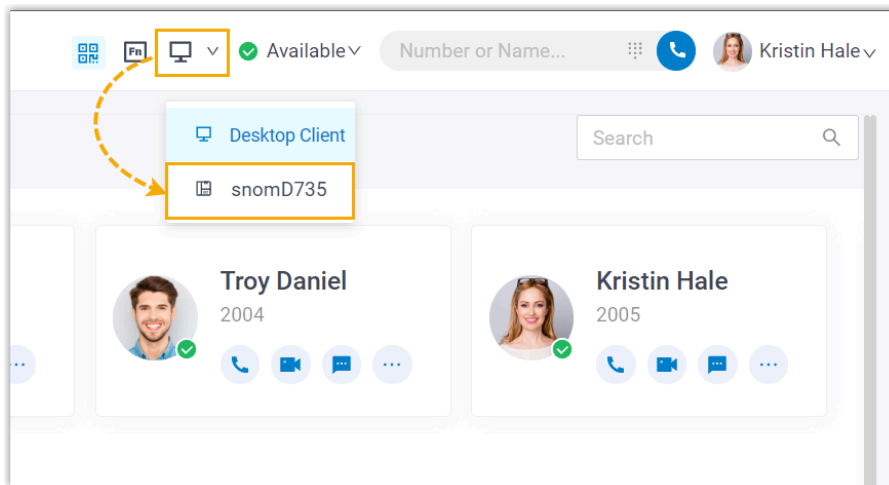 Fn Available Number or Name... Kristin Hale
Desktop Client
Search
snomD735
Troy Daniel
2004
Kristin Hale
2005